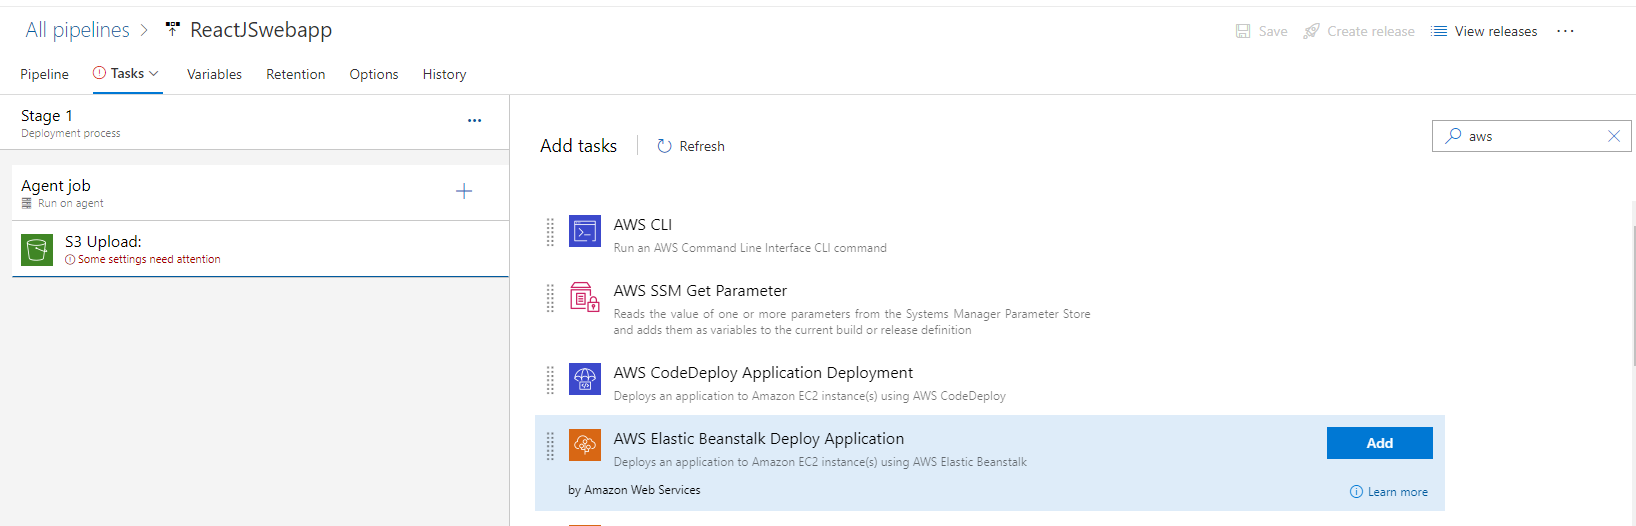 All pipelines > ReactJSwebapp
Save Create release View releases ...
Pipeline Tasks Variables Retention Options History
Stage 1
Deployment process
Agent job
Run on agent
S3 Upload:
Some settings need attention
Add tasks Refresh
aws
AWS CLI
Run an AWS Command Line Interface CLI command
AWS SSM Get Parameter
Reads the value of one or more parameters from the Systems Manager Parameter Store
and adds them as variables to the current build or release definition
AWS CodeDeploy Application Deployment
Deploys an application to Amazon EC2 instance(s) using AWS CodeDeploy
AWS Elastic Beanstalk Deploy Application
Deploys an application to Amazon EC2 instance(s) using AWS Elastic Beanstalk
Add
by Amazon Web Services
Learn more